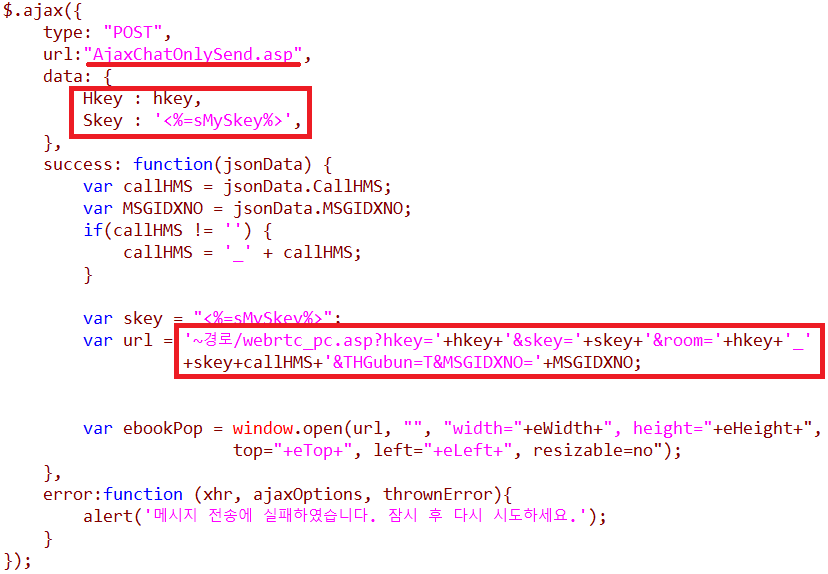 $.ajax({
    type: "POST",
    url:"AjaxChatOnlySend.asp",
    data: {
        Hkey : hkey,
        Skey : '<%=sMySkey%>',
    },
    success: function(jsonData) {
        var callHMS = jsonData.CallHMS;
        var MSGIDXNO = jsonData.MSGIDXNO;
        if(callHMS != '') {
            callHMS = '_' + callHMS;
        }
        var skey = "<%=sMySkey%>";
        var url = '~경로/webrtc_pc.asp?hkey='+hkey+'&skey='+skey+'&room='+hkey+'_'
                  +skey+callHMS+'&THGubun=T&MSGIDXNO='+MSGIDXNO;
        var ebookPop = window.open(url, "", "width="+eWidth+", height="+eHeight+",
                       top="+eTop+", left="+eLeft+", resizable=no");
    },
    error:function (xhr, ajaxOptions, thrownError){
        alert('메시지 전송에 실패하였습니다. 잠시 후 다시 시도하세요.');
    }
});